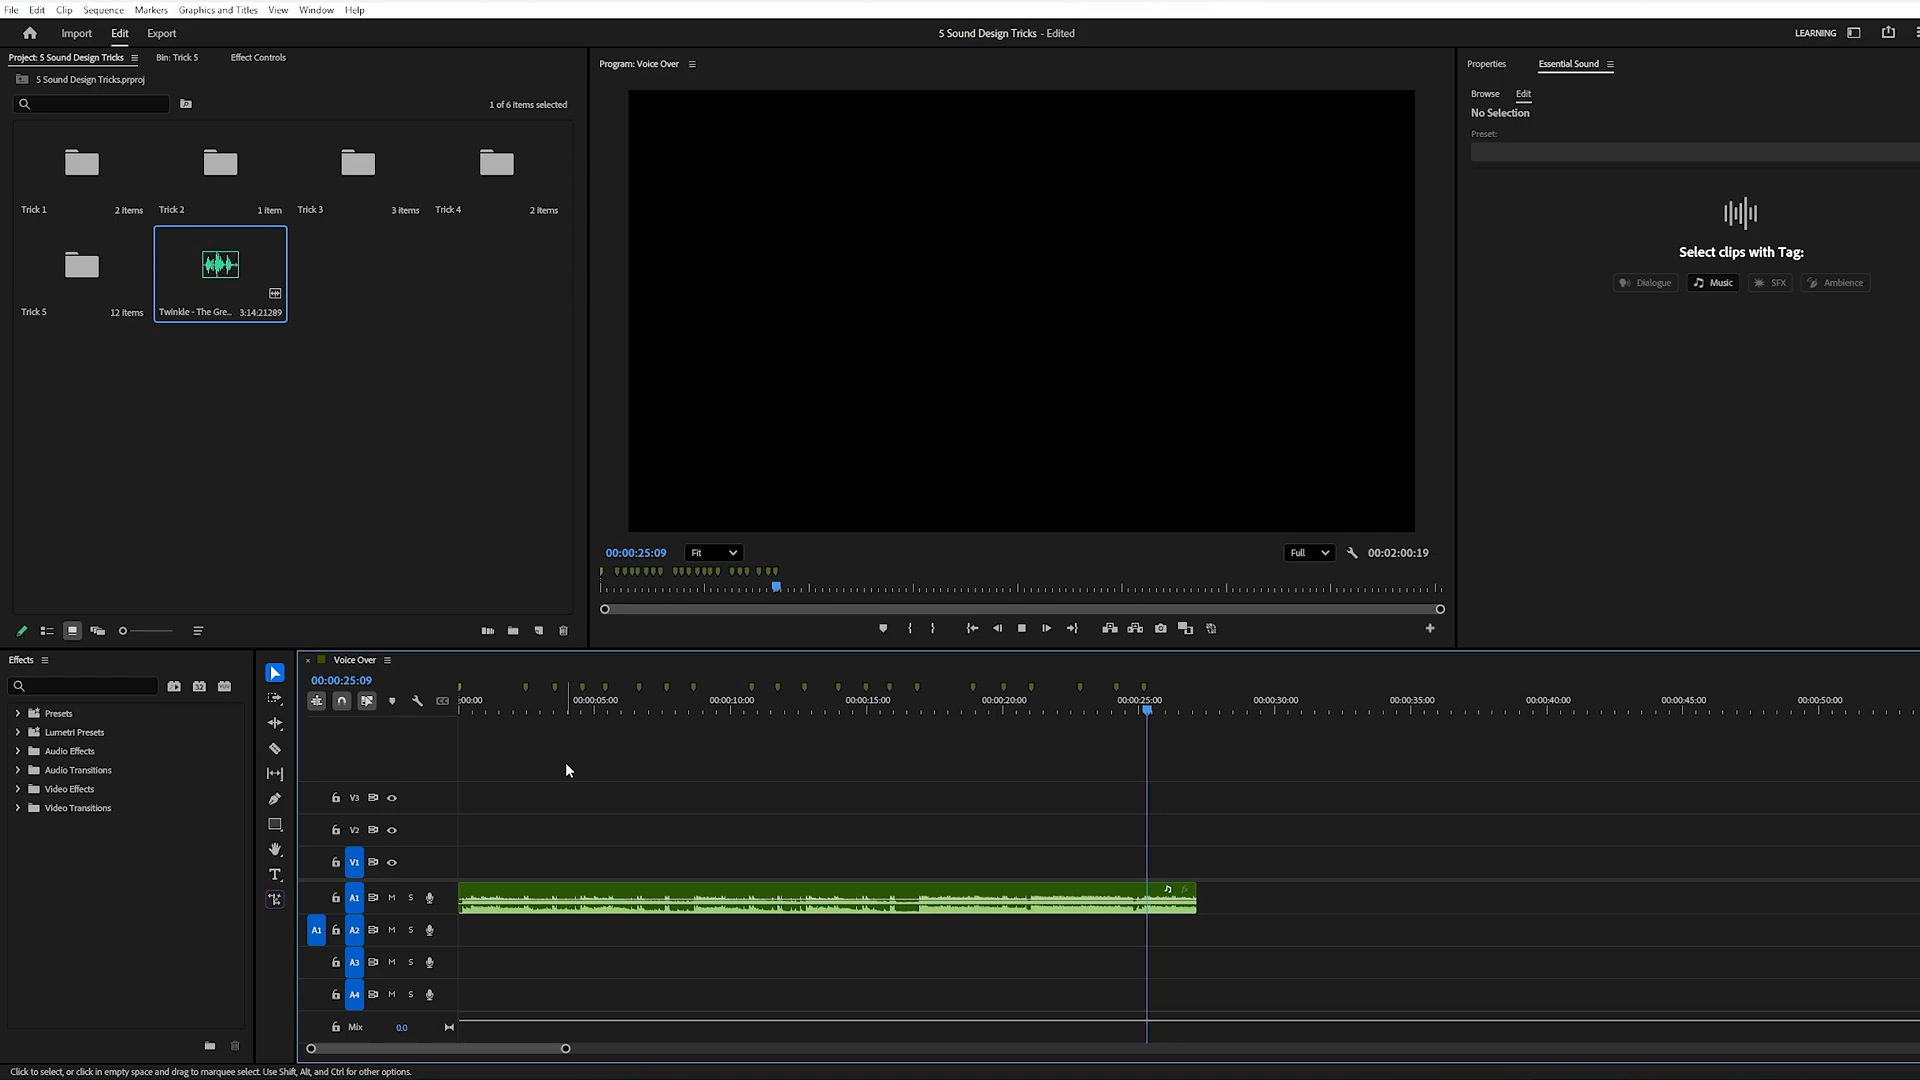 File Edit Clip Sequence Markers Graphics and Titles View Window Help
Import Edit Export 5 Sound Design Tricks - Edited LEARNING
Project: 5 Sound Design Tricks Bin: Trick 5 Effect Controls
5 Sound Design Tricks.prproj
1 of 6 items selected
Trick 1 2 items Trick 2 1 item Trick 3 3 items Trick 4 2 items
Trick 5 12 items Twinkle - The Gre... 3:14:21289
Program: Voice Over
00:00:25:09 Fit Full 00:02:00:19
Properties Essential Sound
Browse Edit
No Selection
Preset:
Select clips with Tag:
Dialogue Music SFX Ambience
Effects
32 YUV
Presets
Lumetri Presets
Audio Effects
Audio Transitions
Video Effects
Video Transitions
× Voice Over
00:00:25:09
CC
:00:00 00:00:05:00 00:00:10:00 00:00:15:00 00:00:20:00 00:00:25:00 00:00:30:00 00:00:35:00 00:00:40:00 00:00:45:00 00:00:50:00
V3
V2
V1
A1 M S fx
A1 A2 M S
A3 M S
A4 M S
Mix 0.0
Click to select, or click in empty space and drag to marquee select. Use Shift, Alt, and Ctrl for other options.